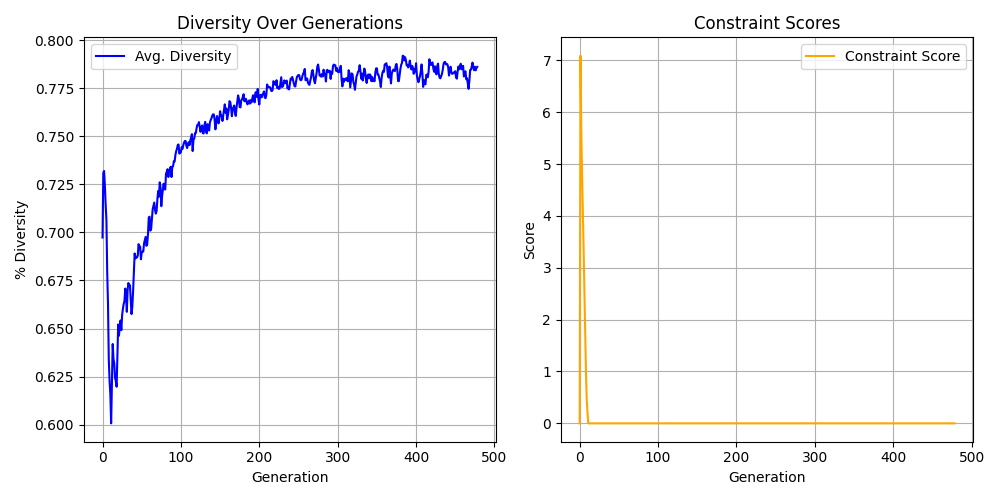 Diversity Over Generations
Avg. Diversity
% Diversity
0.800
0.775
0.750
0.725
0.700
0.675
0.650
0.625
0.600
0 100 200 300 400 500
Generation
Constraint Scores
Constraint Score
Score
7
6
5
4
3
2
1
0
0 100 200 300 400 500
Generation